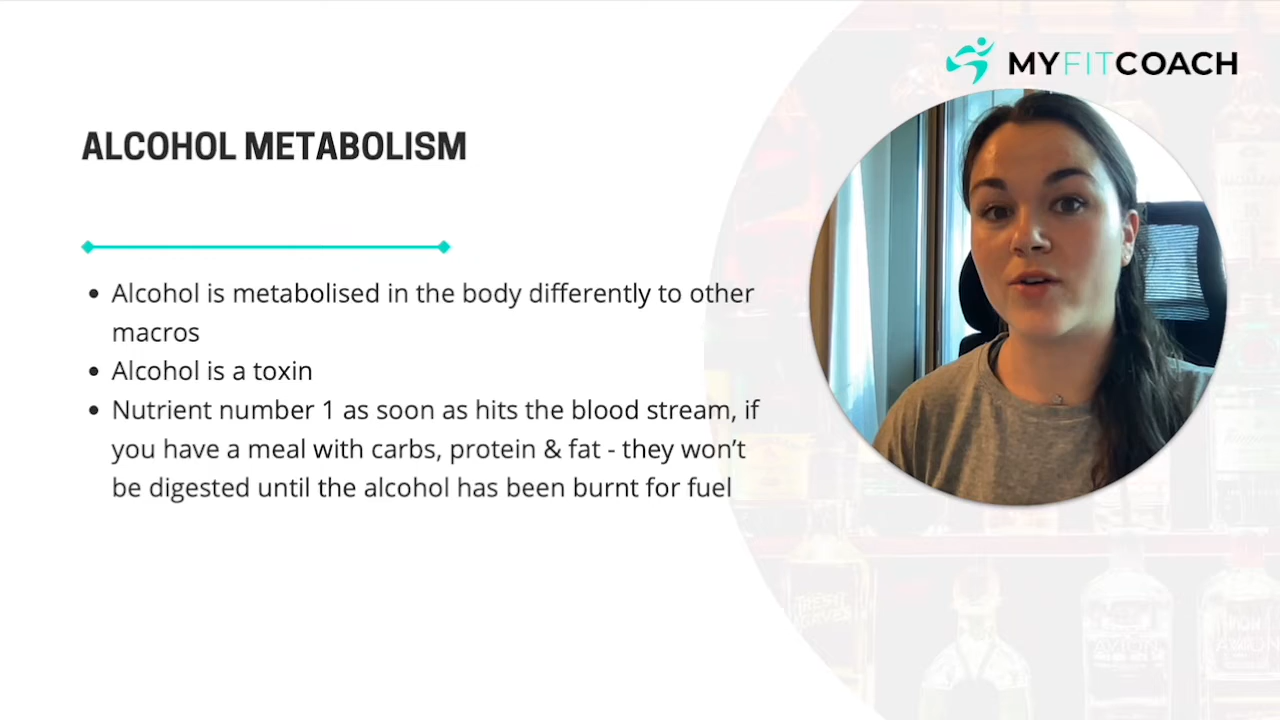 MYFITCOACH
ALCOHOL METABOLISM
• Alcohol is metabolised in the body differently to other
macros
• Alcohol is a toxin
• Nutrient number 1 as soon as hits the blood stream, if
you have a meal with carbs, protein & fat - they won't
be digested until the alcohol has been burnt for fuel
AVION